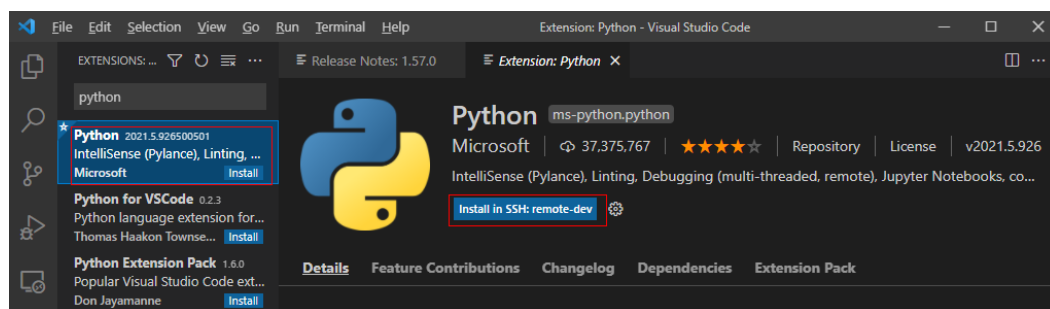 File Edit Selection View Go Run Terminal Help Extension: Python - Visual Studio Code
EXTENSIONS: ...
Release Notes: 1.57.0 Extension: Python
python
Python ms-python.python
Microsoft 37,375,767 Repository License v2021.5.926
IntelliSense (Pylance), Linting, Debugging (multi-threaded, remote), Jupyter Notebooks, co...
Install in SSH: remote-dev
Details Feature Contributions Changelog Dependencies Extension Pack
Python 2021.5.926500501
IntelliSense (Pylance), Linting, ...
Microsoft Install
Python for VSCode 0.2.3
Python language extension for...
Thomas Haakon Townse... Install
Python Extension Pack 1.6.0
Popular Visual Studio Code ext...
Don Jayamanne Install